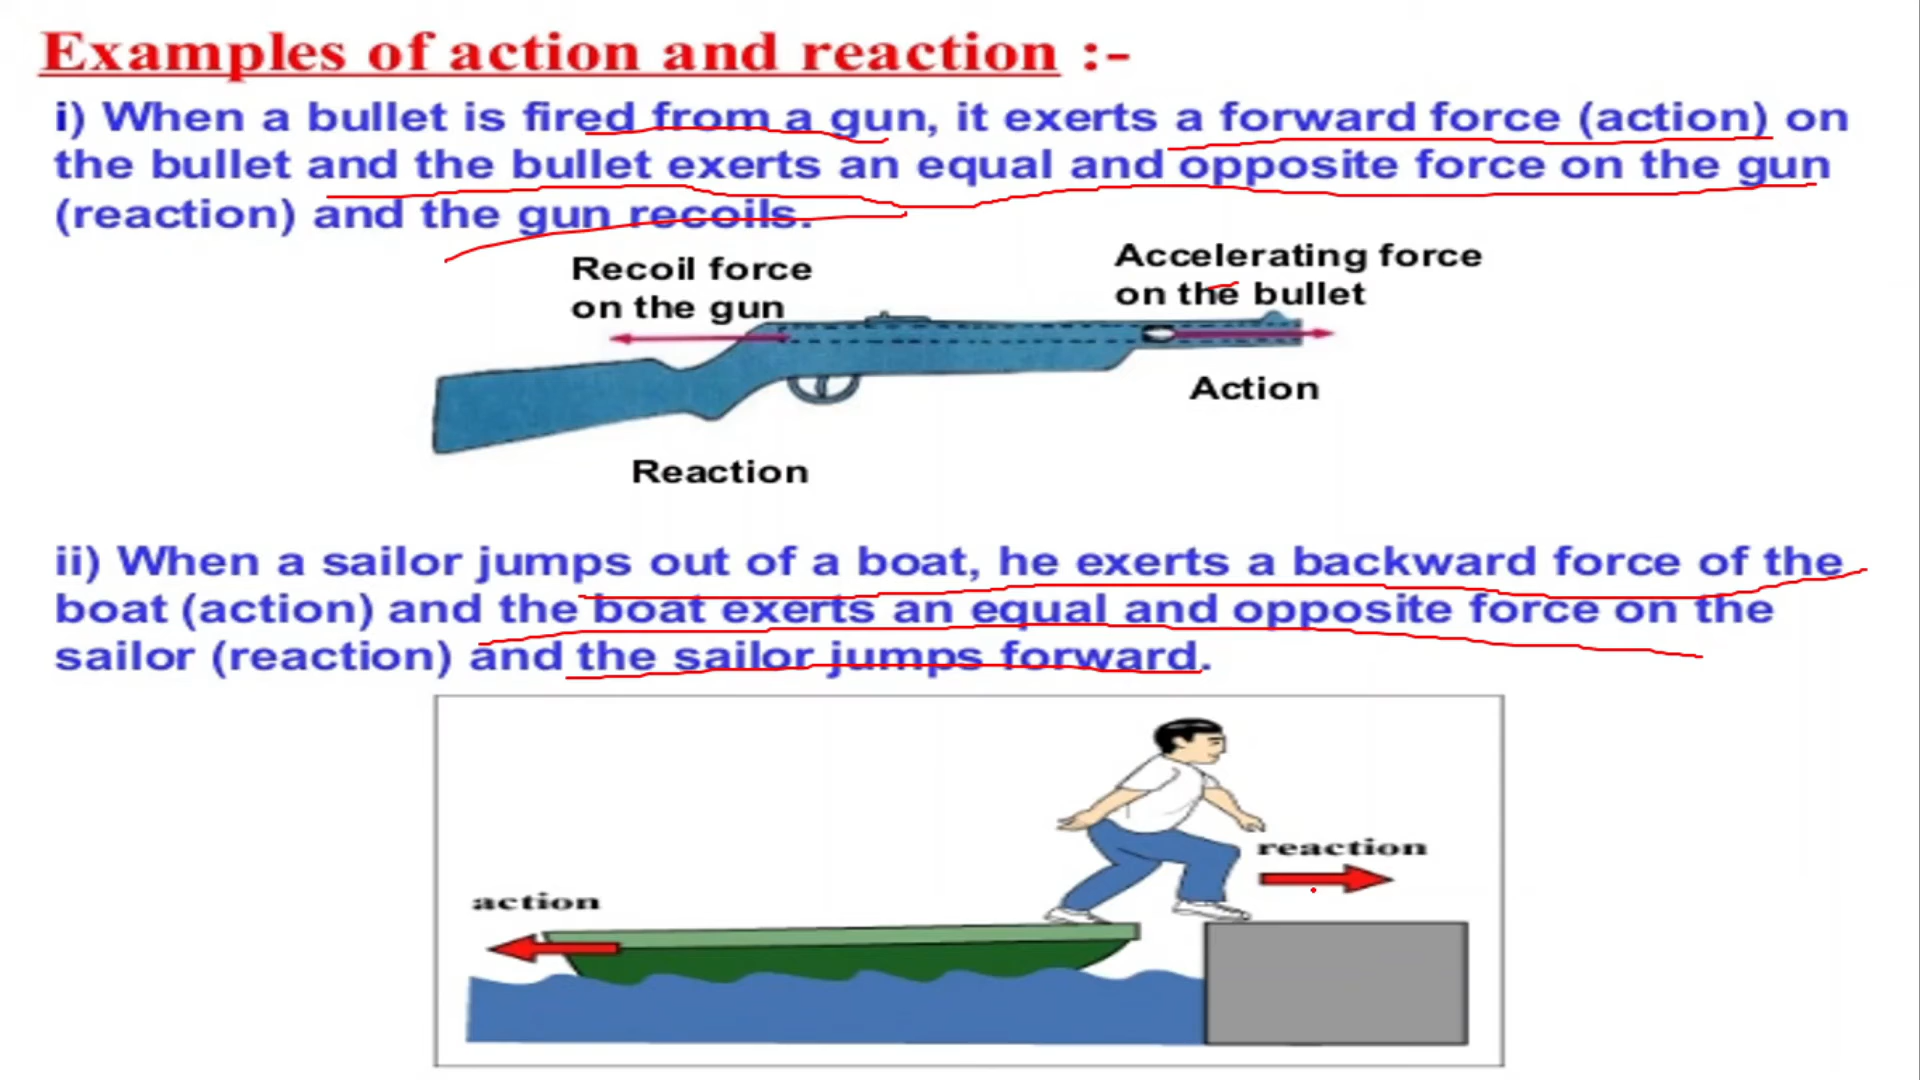 Examples of action and reaction :-
i) When a bullet is fired from a gun, it exerts a forward force (action) on
the bullet and the bullet exerts an equal and opposite force on the gun
(reaction) and the gun recoils.
Recoil force
on the gun
Accelerating force
on the bullet
Action
Reaction
ii) When a sailor jumps out of a boat, he exerts a backward force of the
boat (action) and the boat exerts an equal and opposite force on the
sailor (reaction) and the sailor jumps forward.
reaction
action